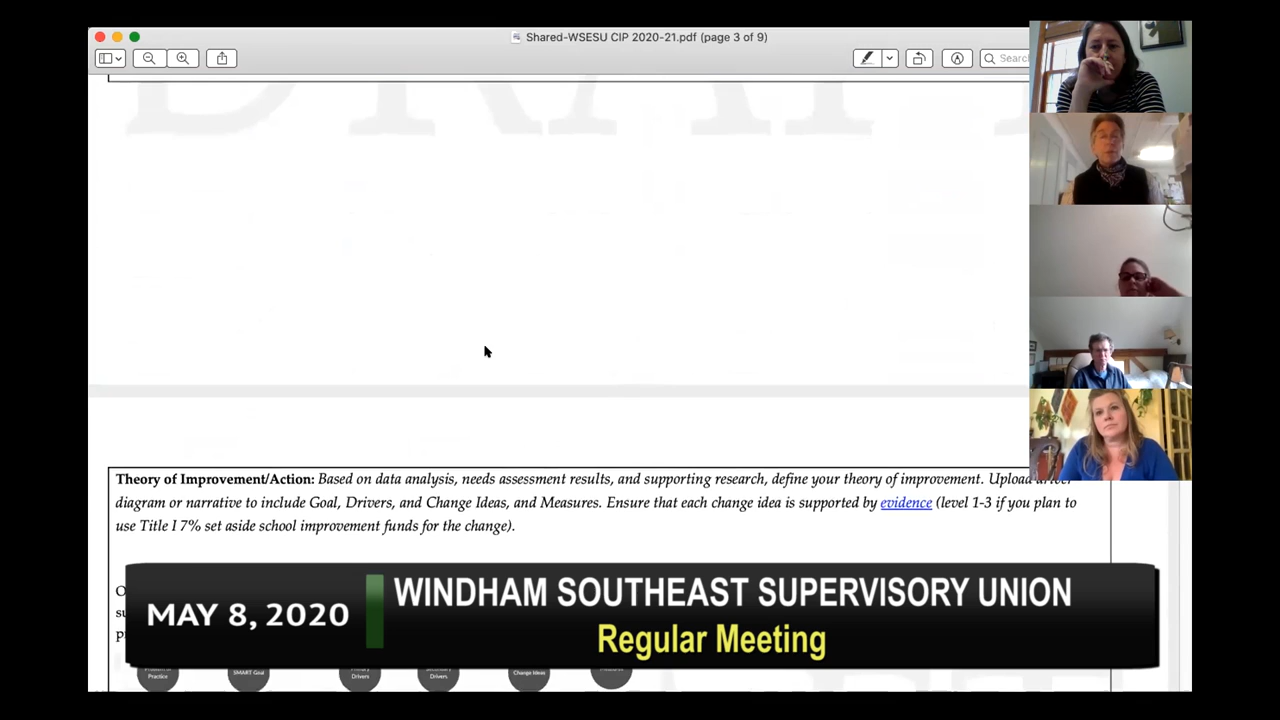 Shared-WSESU CIP 2020-21.pdf (page 3 of 9)
Search
DRAFT
Theory of Improvement/Action: Based on data analysis, needs assessment results, and supporting research, define your theory of improvement. Upload driver
diagram or narrative to include Goal, Drivers, and Change Ideas, and Measures. Ensure that each change idea is supported by evidence (level 1-3 if you plan to
use Title I 7% set aside school improvement funds for the change).
MAY 8, 2020
WINDHAM SOUTHEAST SUPERVISORY UNION
Regular Meeting
Practice
SMART Goal
Drivers
Drivers
Change Ideas